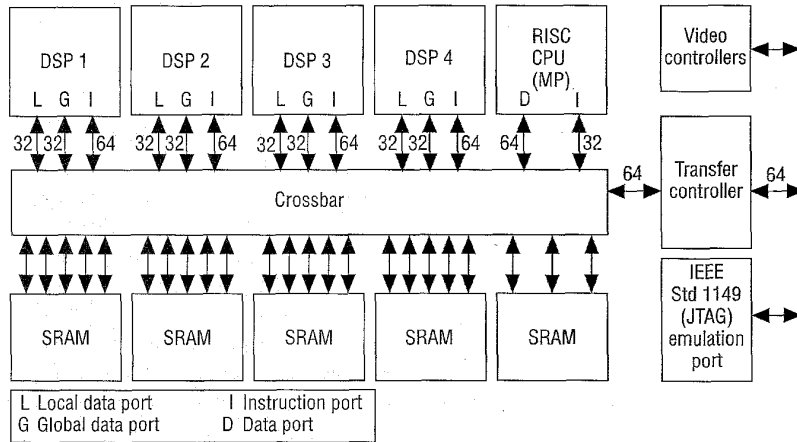 DSP 1
DSP 2
DSP 3
DSP 4
RISC
CPU
(MP)
Video
controllers
L G I
L G I
L G I
L G I
D I
32 32 64
32 32 64
32 32 64
32 32 64
64 32
Crossbar
64
Transfer
controller
64
SRAM
SRAM
SRAM
SRAM
SRAM
IEEE
Std 1149
(JTAG)
emulation
port
L Local data port I Instruction port
G Global data port D Data port